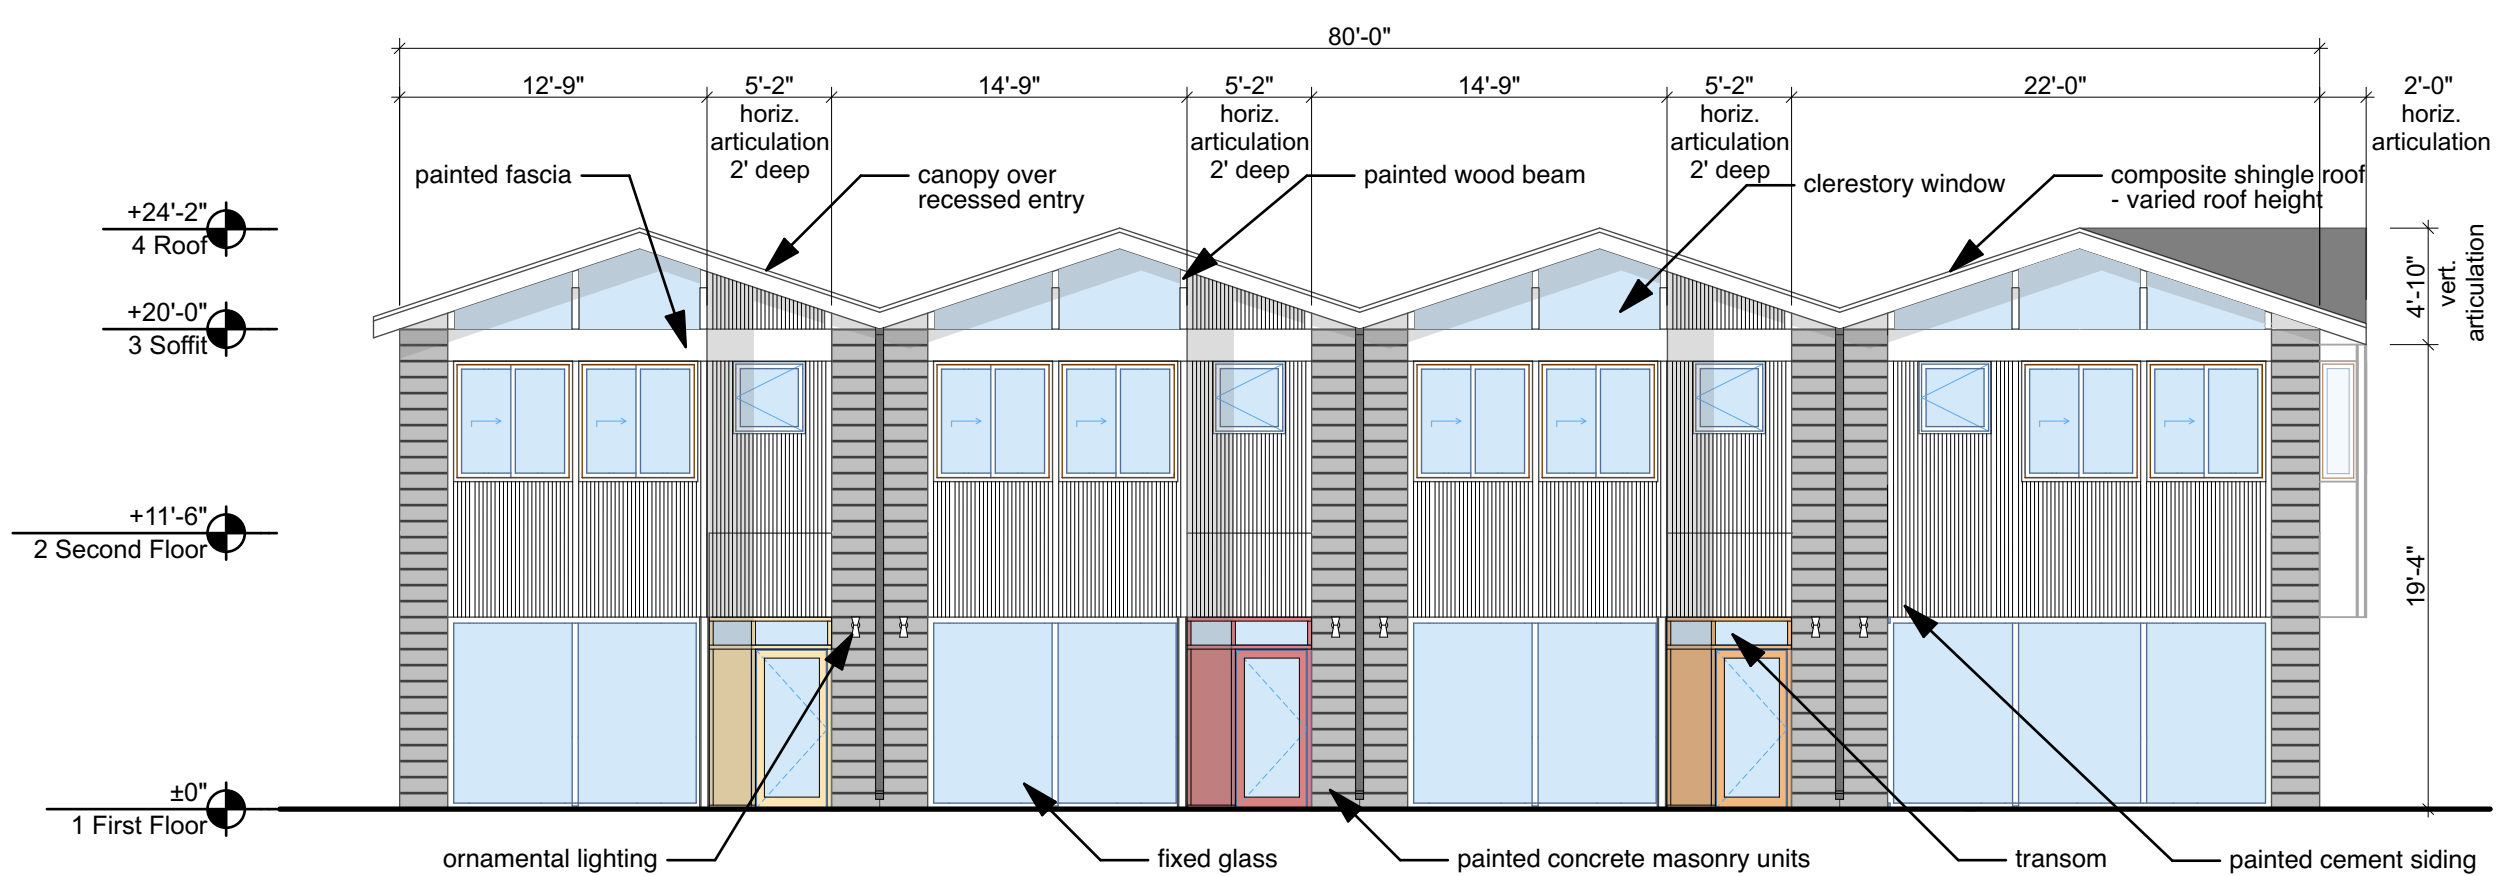 80'-0"
12'-9"
5'-2"
14'-9"
5'-2"
14'-9"
5'-2"
22'-0"
2'-0"
horiz.
articulation
2' deep
horiz.
articulation
2' deep
horiz.
articulation
2' deep
horiz.
articulation
painted fascia
canopy over
recessed entry
painted wood beam
clerestory window
composite shingle roof
- varied roof height
+24'-2"
4 Roof
+20'-0"
3 Soffit
+11'-6"
2 Second Floor
±0"
1 First Floor
4'-10"
vert.
articulation
19'-4"
ornamental lighting
fixed glass
painted concrete masonry units
transom
painted cement siding